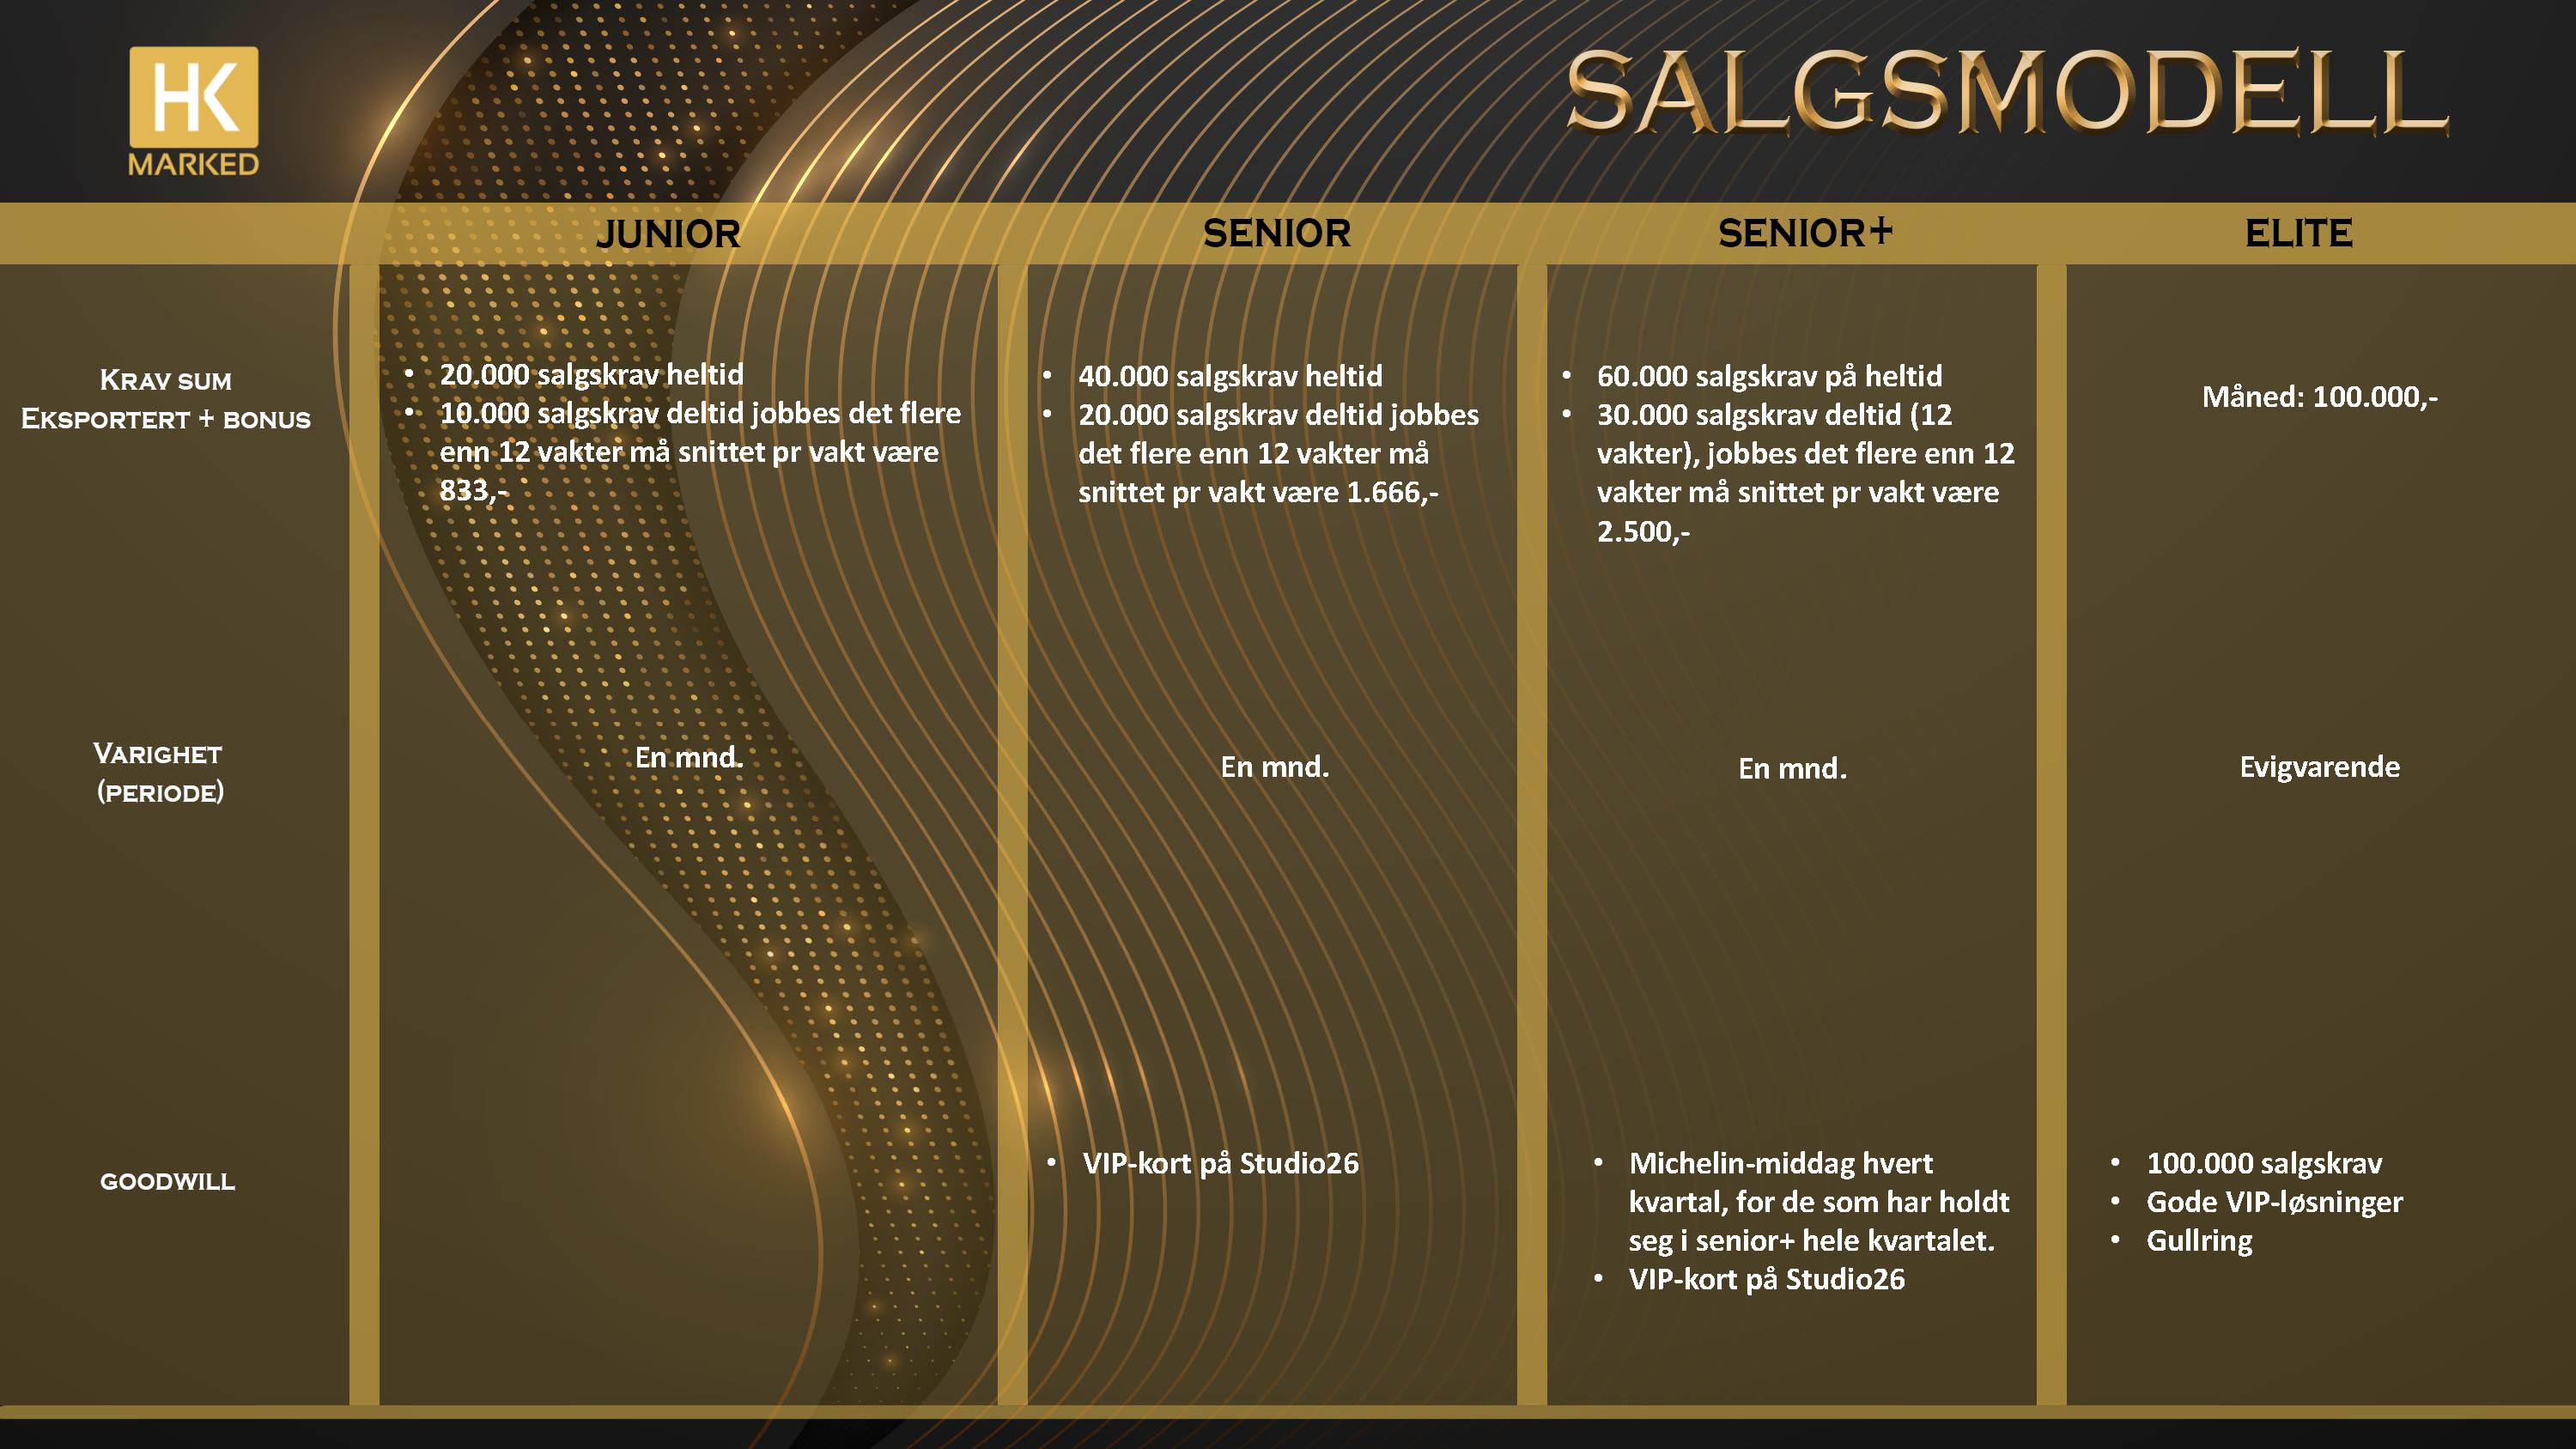 HK
MARKED
SALGSMODELL
JUNIOR
SENIOR
SENIOR+
ELITE
KRAV SUM
EKSPORTERT + BONUS
• 20.000 salgskrav heltid
• 10.000 salgskrav deltid jobbes det flere
enn 12 vakter må snittet pr vakt være
833,-
• 40.000 salgskrav heltid
• 20.000 salgskrav deltid jobbes
det flere enn 12 vakter må
snittet pr vakt være 1.666,-
• 60.000 salgskrav på heltid
• 30.000 salgskrav deltid (12
vakter), jobbes det flere enn 12
vakter må snittet pr vakt være
2.500,-
Måned: 100.000,-
VARIGHET
(PERIODE)
En mnd.
En mnd.
En mnd.
Evigvarende
GOODWILL
• VIP-kort på Studio26
• Michelin-middag hvert
kvartal, for de som har holdt
seg i senior+ hele kvartalet.
• VIP-kort på Studio26
• 100.000 salgskrav
• Gode VIP-løsninger
• Gullring